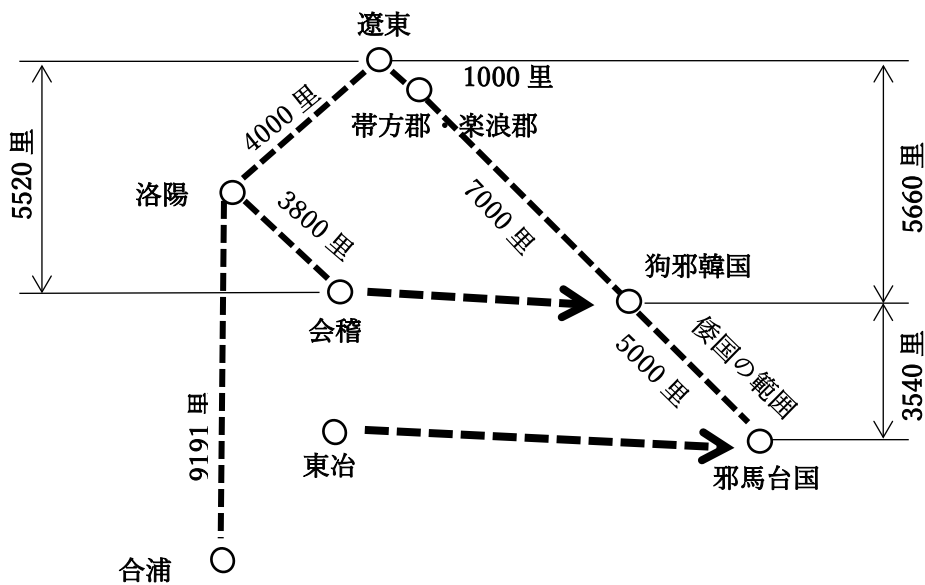 遼東
1000 里
4000 里
帯方郡・楽浪郡
5520 里
5660 里
洛陽
3800 里
7000 里
狗邪韓国
会稽
倭国の範囲
5000 里
3540 里
9191 里
東冶
邪馬台国
合浦